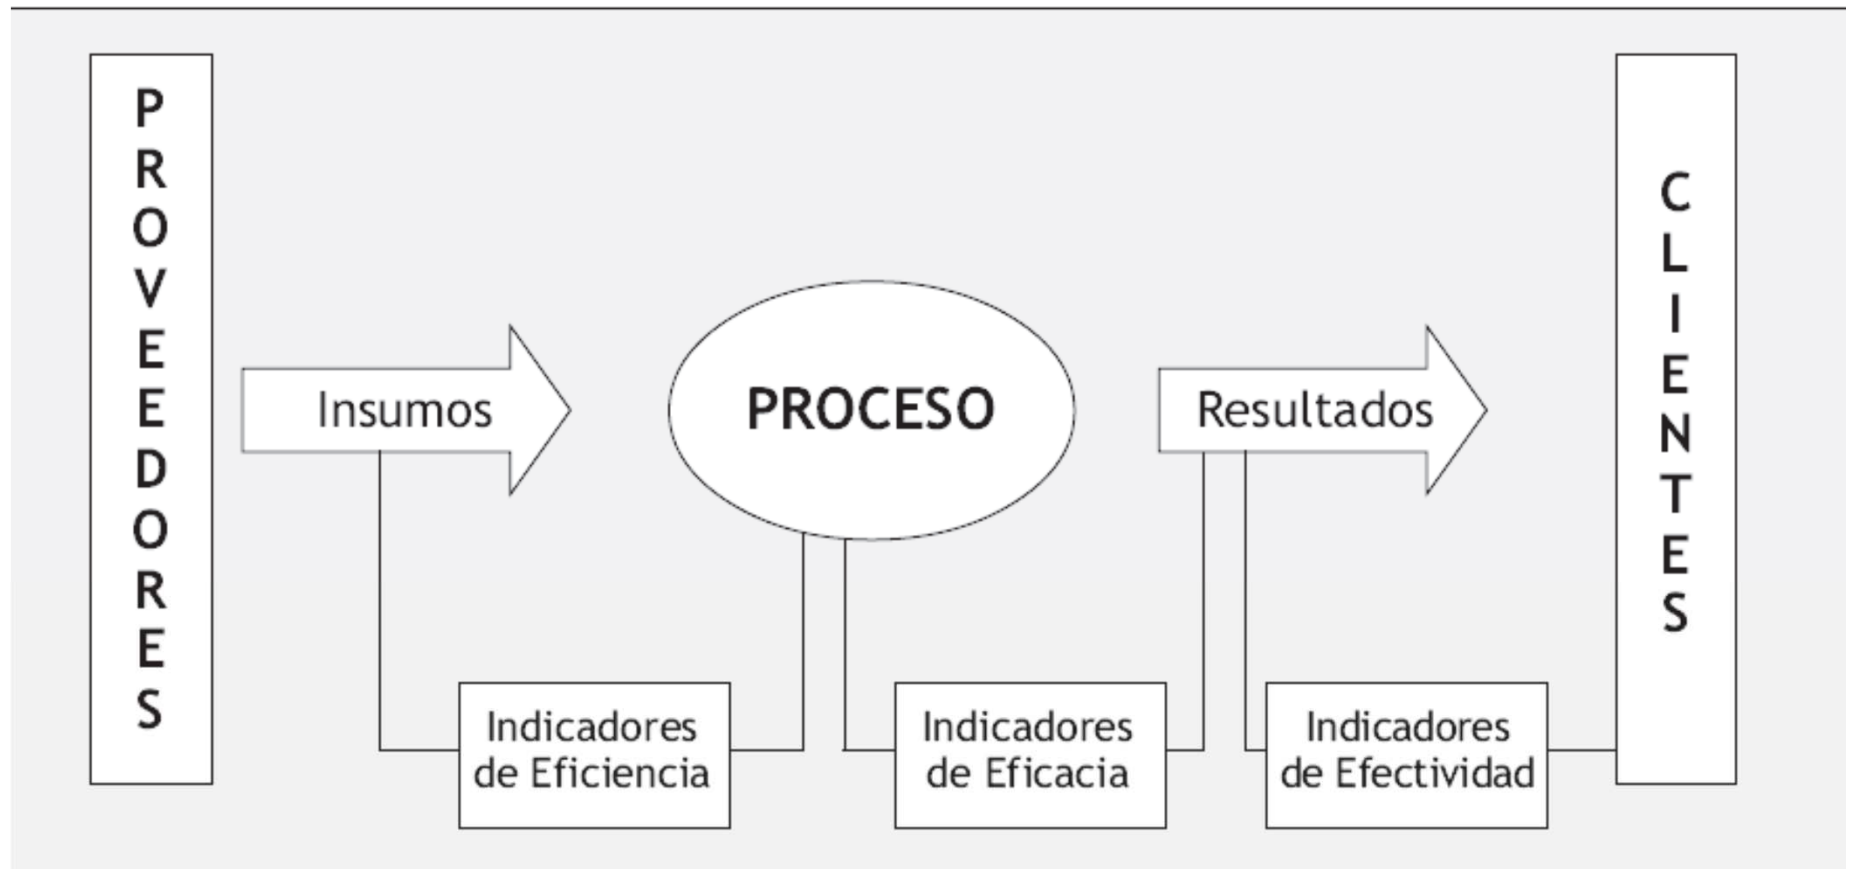 PROVEEDORES
Insumos
PROCESO
Resultados
CLIENTES
Indicadores
de Eficiencia
Indicadores
de Eficacia
Indicadores
de Efectividad